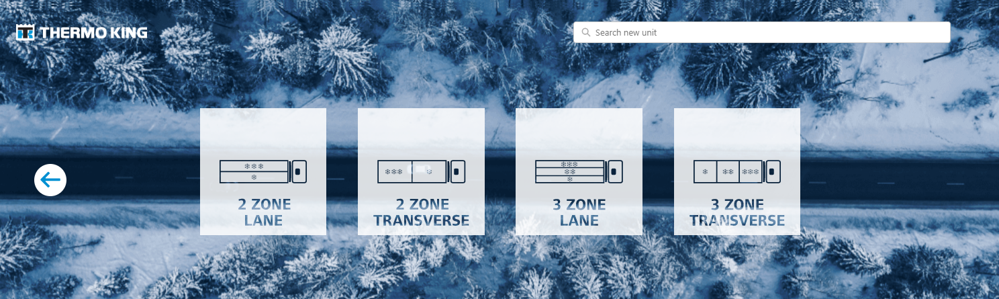 THERMO KING
Search new unit
2 ZONE
LANE
2 ZONE
TRANSVERSE
3 ZONE
LANE
3 ZONE
TRANSVERSE